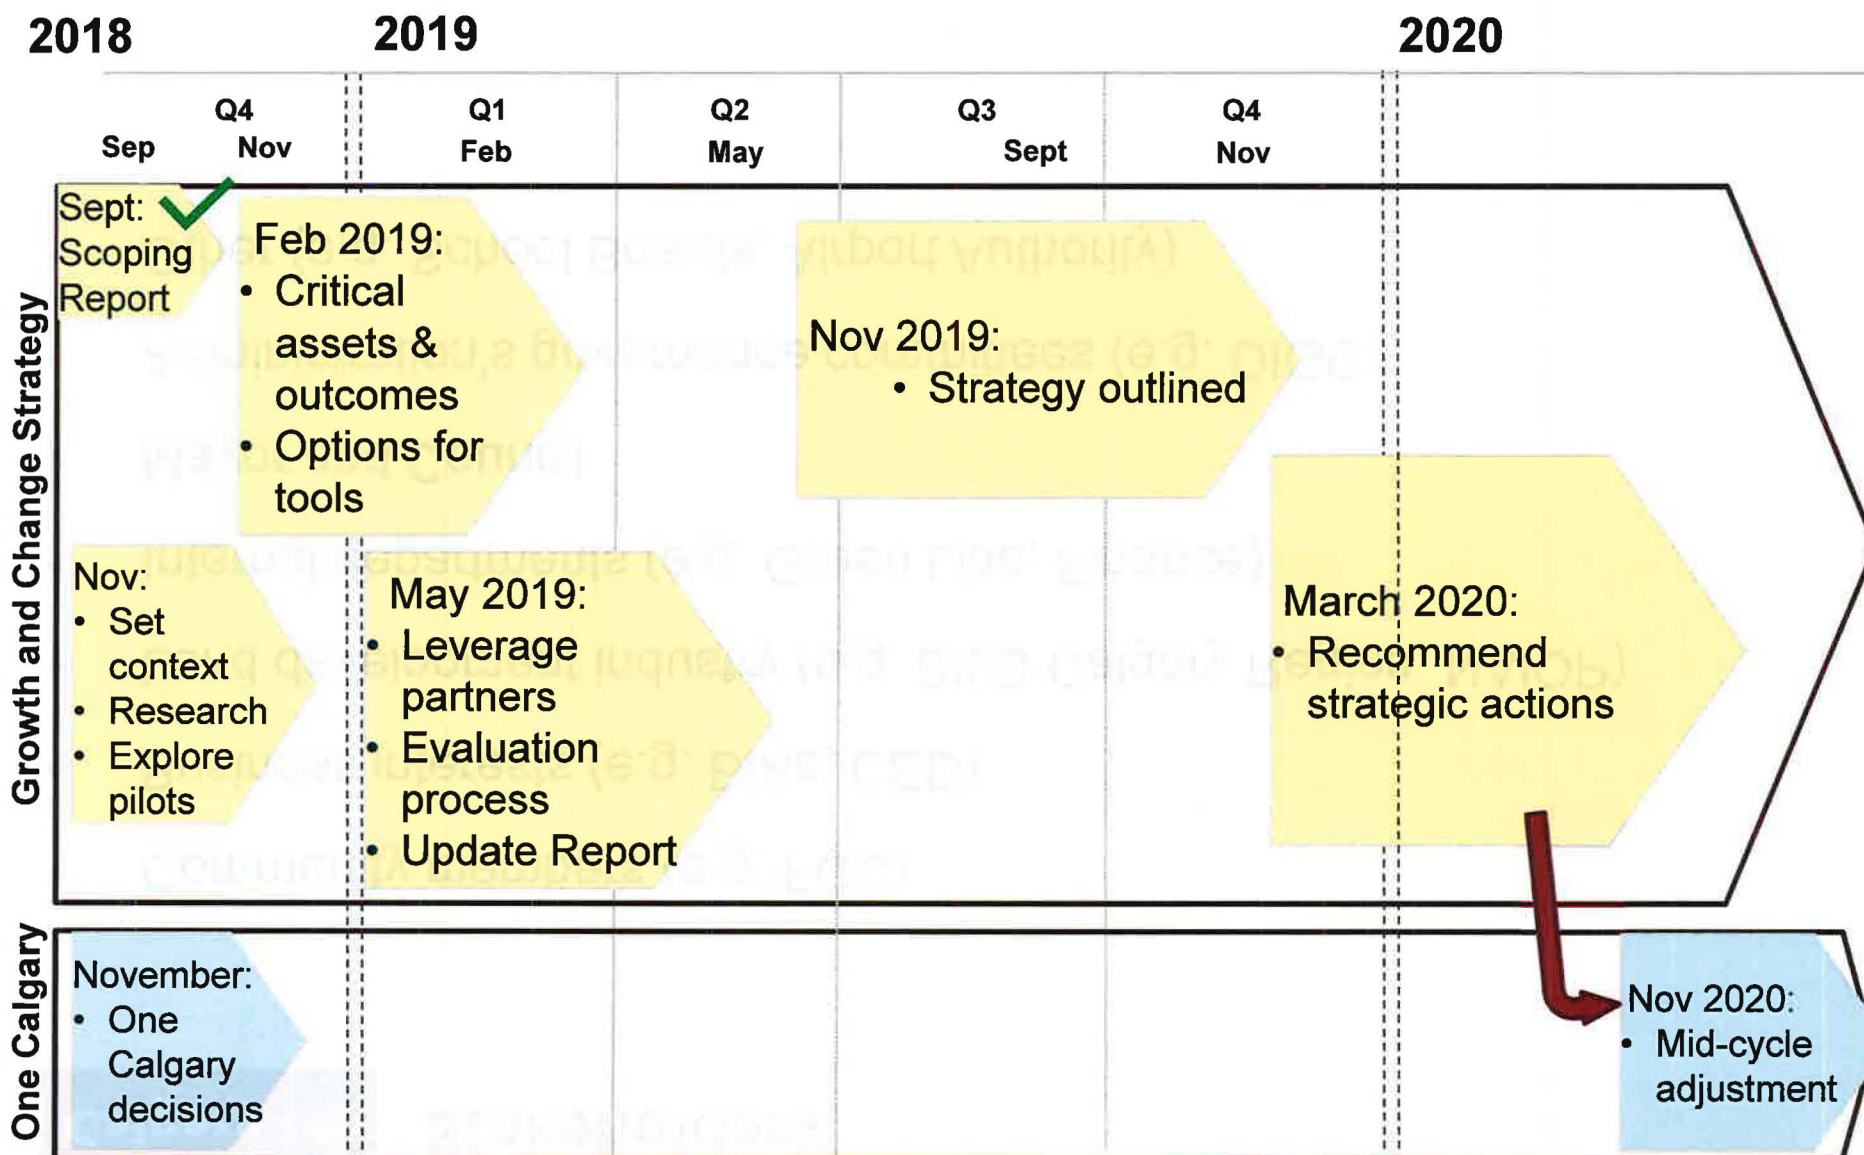 2018 2019 2020
Q4 Q1 Q2 Q3 Q4
Sep Nov Feb May Sept Nov
Growth and Change Strategy
Sept:
Scoping
Report
Feb 2019:
• Critical
assets &
outcomes
• Options for
tools
Nov 2019:
• Strategy outlined
Nov:
• Set
context
• Research
• Explore
pilots
May 2019:
• Leverage
partners
• Evaluation
process
• Update Report
March 2020:
• Recommend
strategic actions
One Calgary
November:
• One
Calgary
decisions
Nov 2020:
• Mid-cycle
adjustment